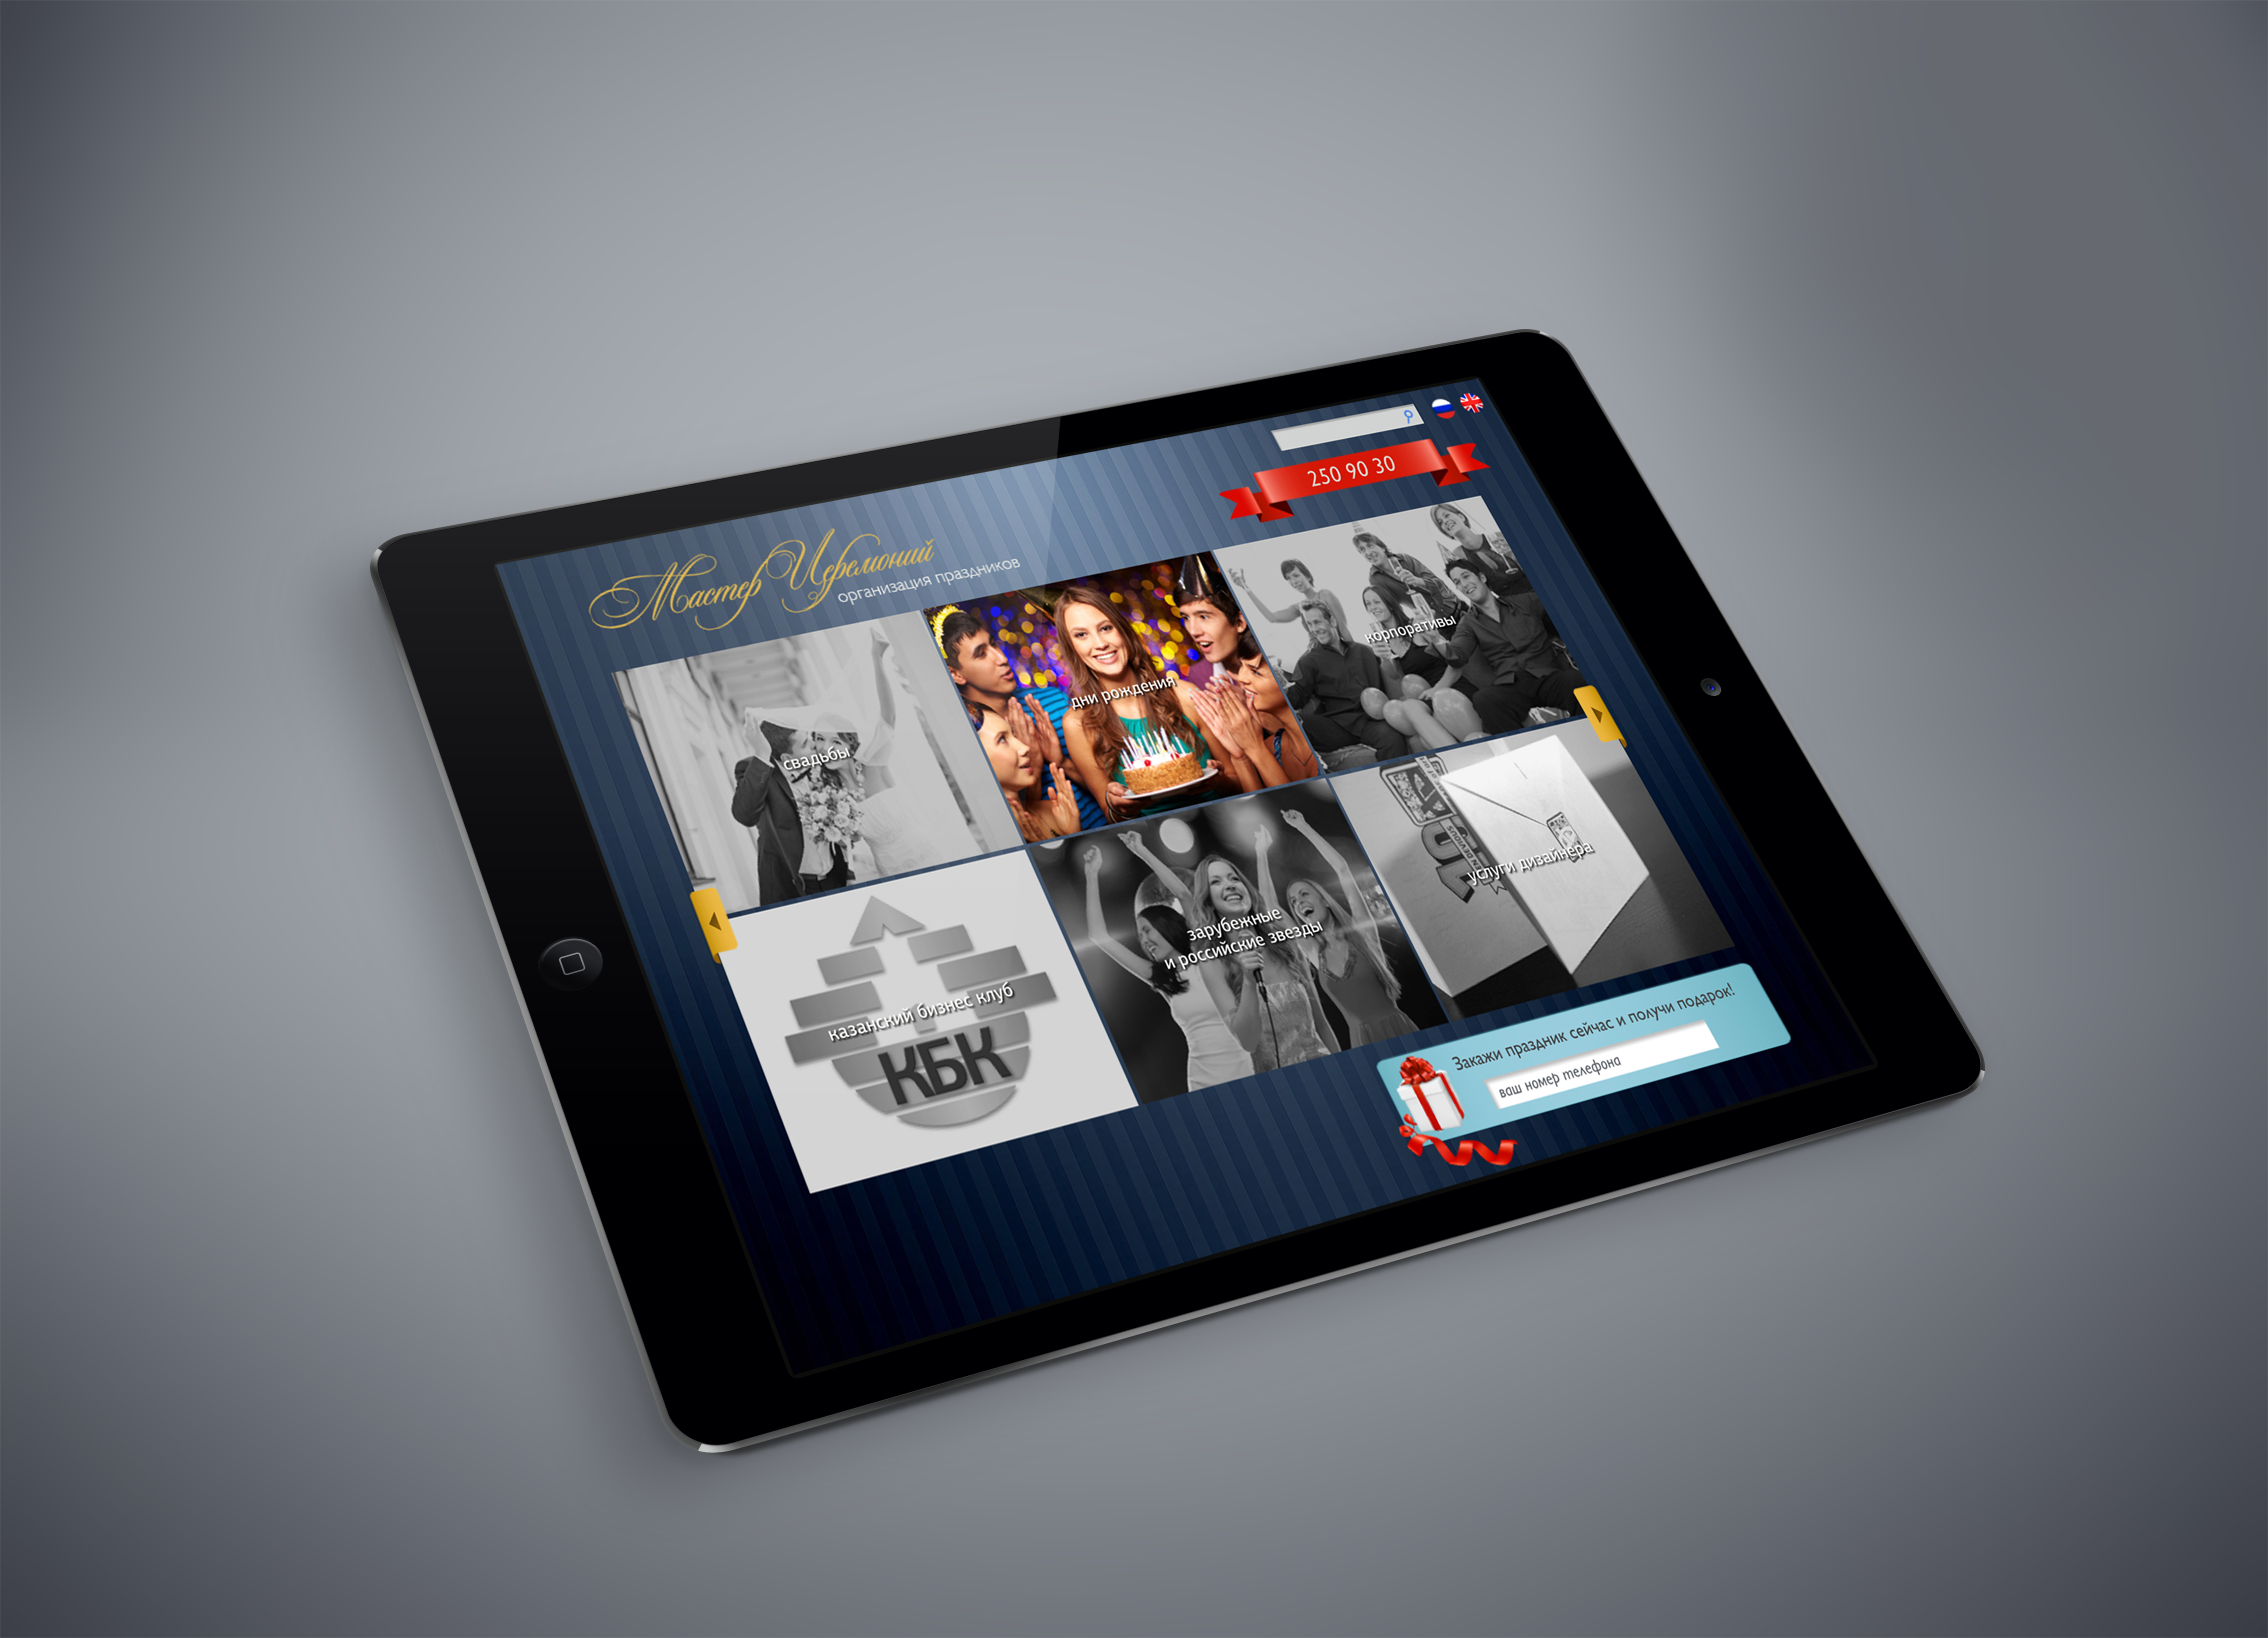 250 90 30
Мастер Церемоний
организация праздников
свадьбы
дни рождения
корпоративы
казанский бизнес клуб
КБК
зарубежные
и российские звезды
услуги дизайнера
Закажи праздник сейчас и получи подарок!
ваш номер телефона